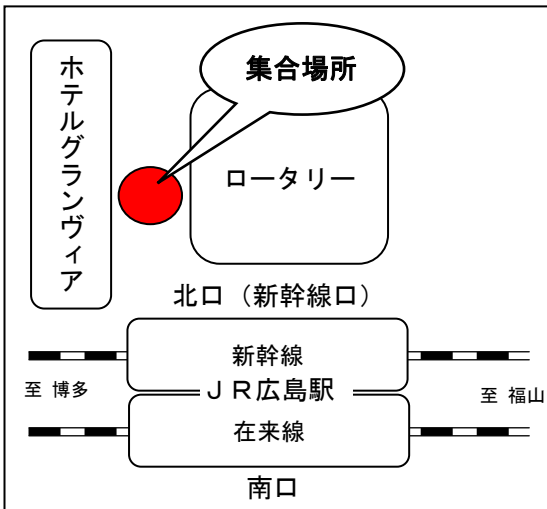 集合場所
ホテルグランヴィア
ロータリー
北口（新幹線口）
新幹線
至 博多
ＪＲ広島駅
至 福山
在来線
南口